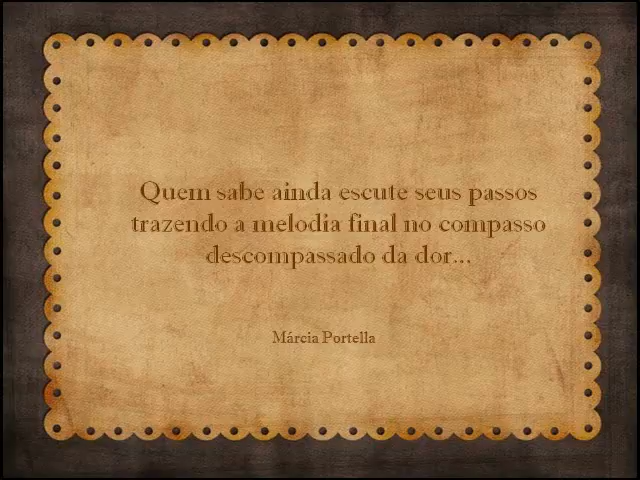 Quem sabe ainda escute seus passos
trazendo a melodia final no compasso
descompassado da dor...
Márcia Portella